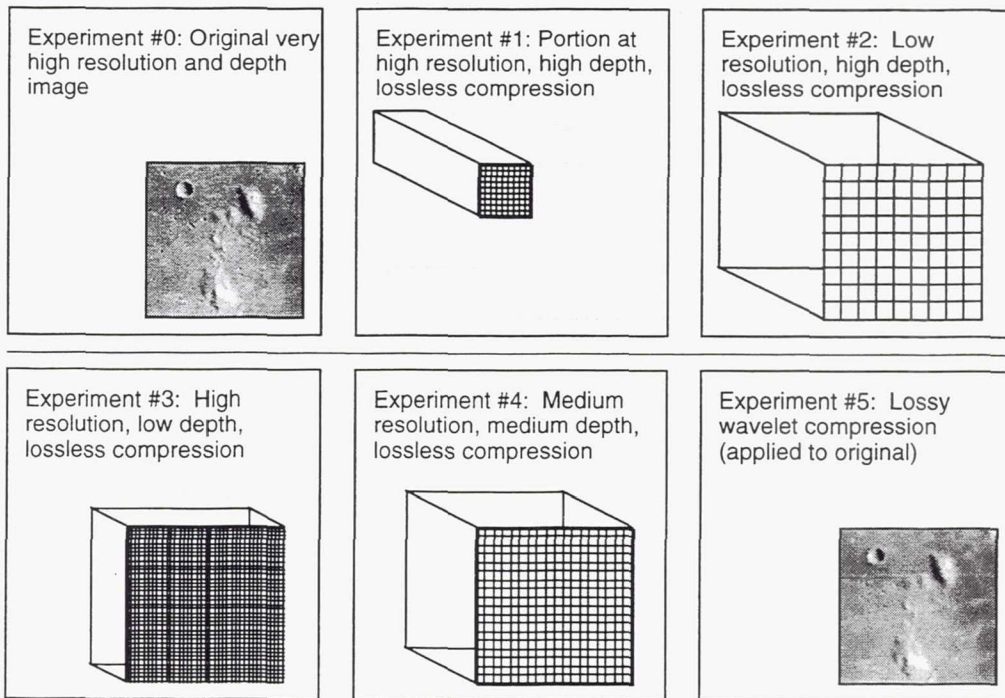 Experiment #0: Original very
high resolution and depth
image
Experiment #1: Portion at
high resolution, high depth,
lossless compression
Experiment #2: Low
resolution, high depth,
lossless compression
Experiment #3: High
resolution, low depth,
lossless compression
Experiment #4: Medium
resolution, medium depth,
lossless compression
Experiment #5: Lossy
wavelet compression
(applied to original)